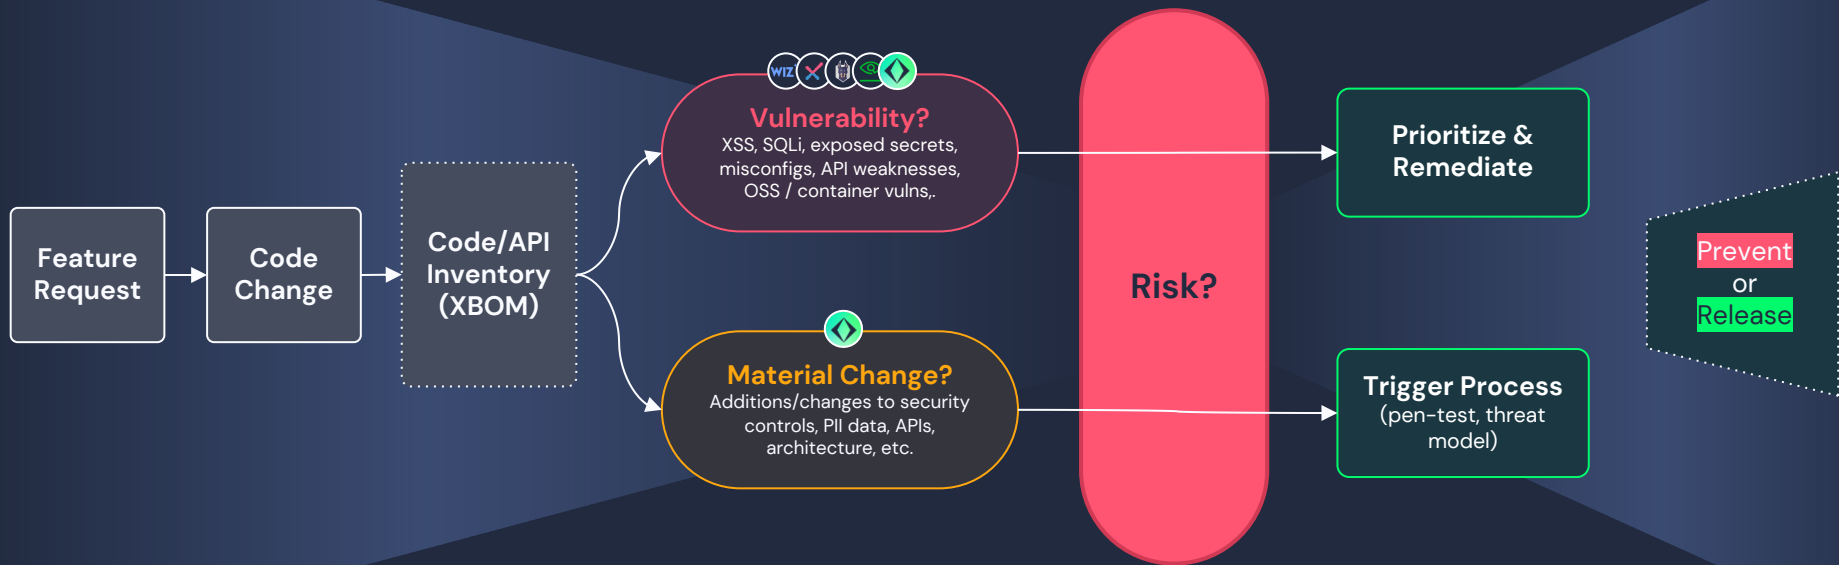 Feature
Request
Code
Change
Code/API
Inventory
(XBOM)
WIZ
Vulnerability?
XSS, SQLi, exposed secrets,
misconfigs, API weaknesses,
OSS / container vulns,.
Material Change?
Additions/changes to security
controls, PII data, APIs,
architecture, etc.
Risk?
Prioritize &
Remediate
Trigger Process
(pen-test, threat
model)
Prevent
or
Release